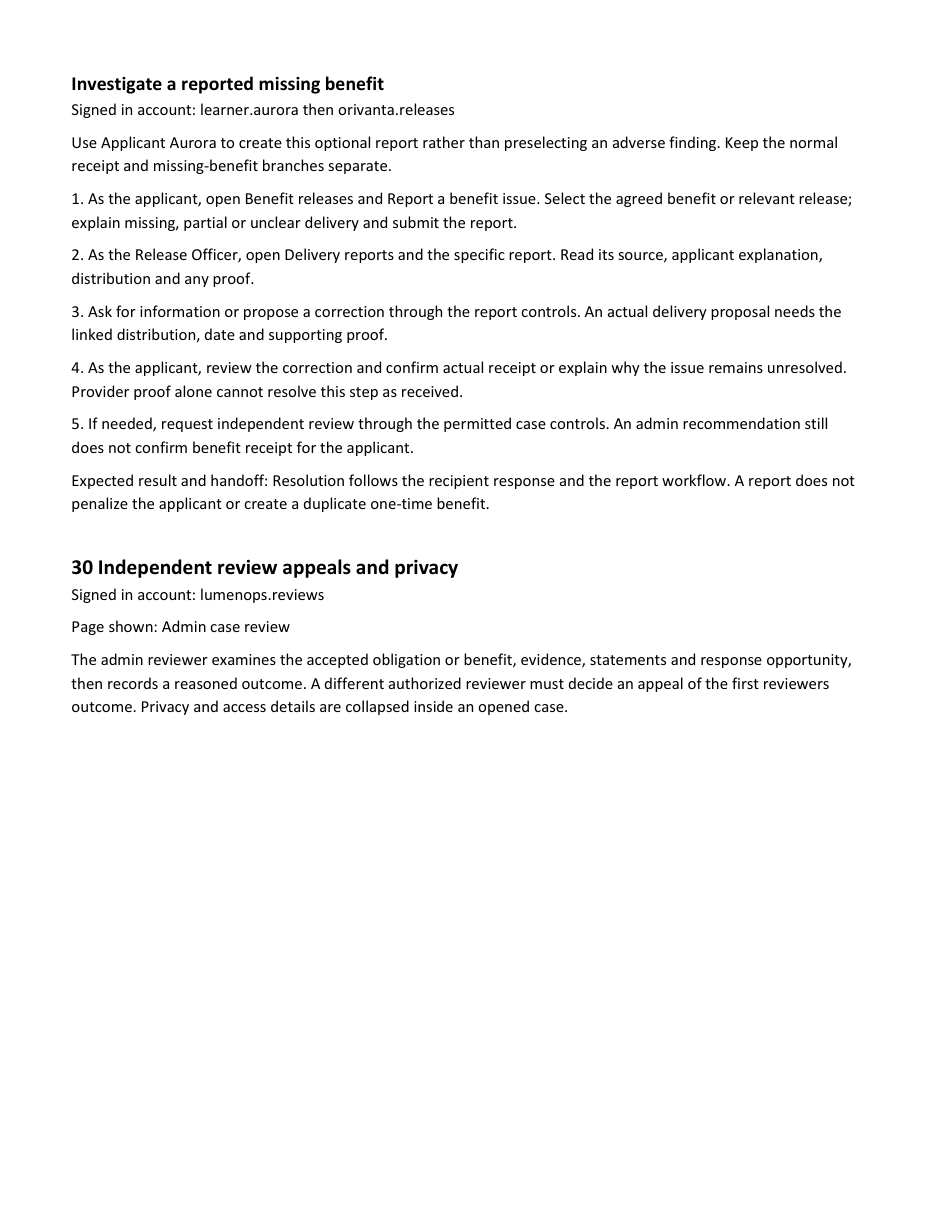 Investigate a reported missing benefit
Signed in account: learner.aurora then orivanta.releases
Use Applicant Aurora to create this optional report rather than preselecting an adverse finding. Keep the normal
receipt and missing-benefit branches separate.
1. As the applicant, open Benefit releases and Report a benefit issue. Select the agreed benefit or relevant release;
explain missing, partial or unclear delivery and submit the report.
2. As the Release Officer, open Delivery reports and the specific report. Read its source, applicant explanation,
distribution and any proof.
3. Ask for information or propose a correction through the report controls. An actual delivery proposal needs the
linked distribution, date and supporting proof.
4. As the applicant, review the correction and confirm actual receipt or explain why the issue remains unresolved.
Provider proof alone cannot resolve this step as received.
5. If needed, request independent review through the permitted case controls. An admin recommendation still
does not confirm benefit receipt for the applicant.
Expected result and handoff: Resolution follows the recipient response and the report workflow. A report does not
penalize the applicant or create a duplicate one-time benefit.
30 Independent review appeals and privacy
Signed in account: lumenops.reviews
Page shown: Admin case review
The admin reviewer examines the accepted obligation or benefit, evidence, statements and response opportunity,
then records a reasoned outcome. A different authorized reviewer must decide an appeal of the first reviewers
outcome. Privacy and access details are collapsed inside an opened case.